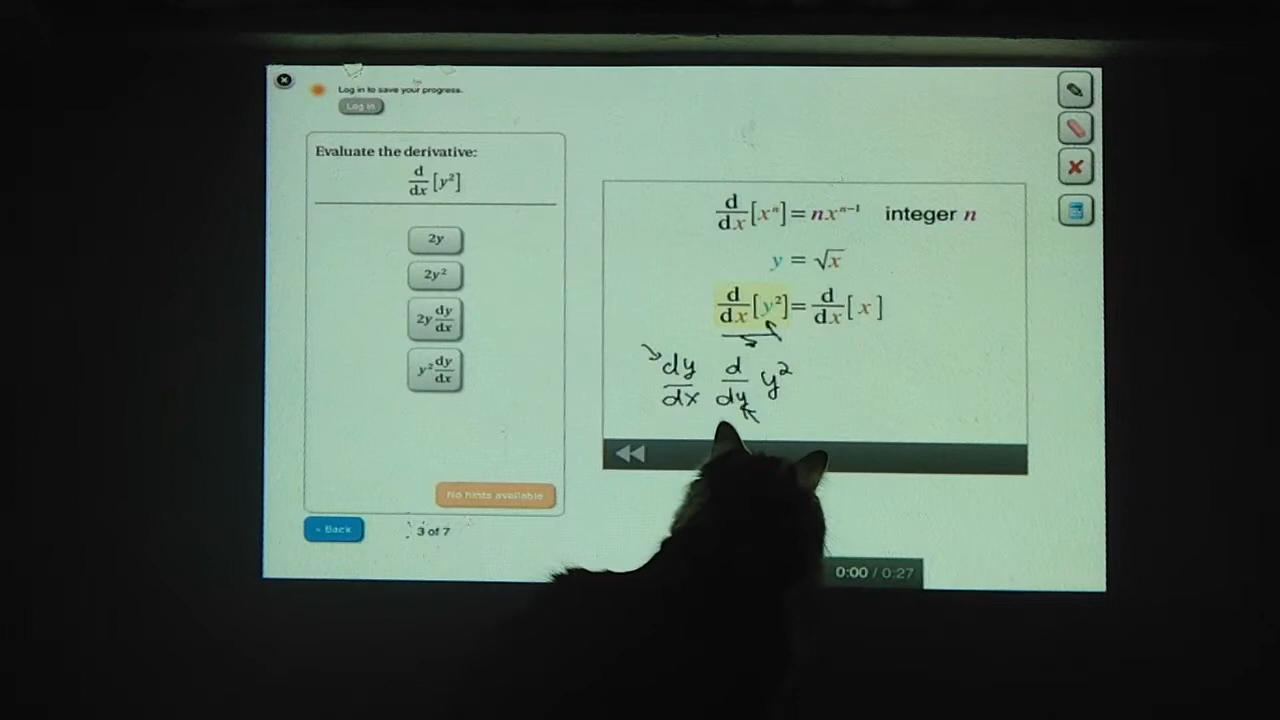 Log in to save your progress.
Log in
Evaluate the derivative:
d/dx [y²]
2y
2y²
2y dy/dx
y² dy/dx
No hints available
« Back
3 of 7
d/dx [xⁿ] = nxⁿ⁻¹ integer n
y = √x
d/dx [y²] = d/dx [x]
dy/dx d/dy y²
0:00 / 0:27